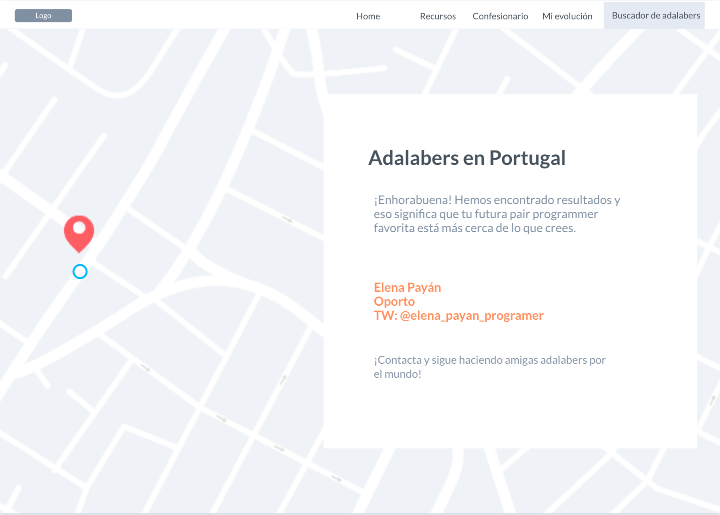 Logo
Home
Recursos
Confesionario
Mi evolución
Buscador de adalabers
Adalabers en Portugal
¡Enhorabuena! Hemos encontrado resultados y
eso significa que tu futura pair programmer
favorita está más cerca de lo que crees.
Elena Payán
Oporto
TW: @elena_payan_programer
¡Contacta y sigue haciendo amigas adalabers por
el mundo!